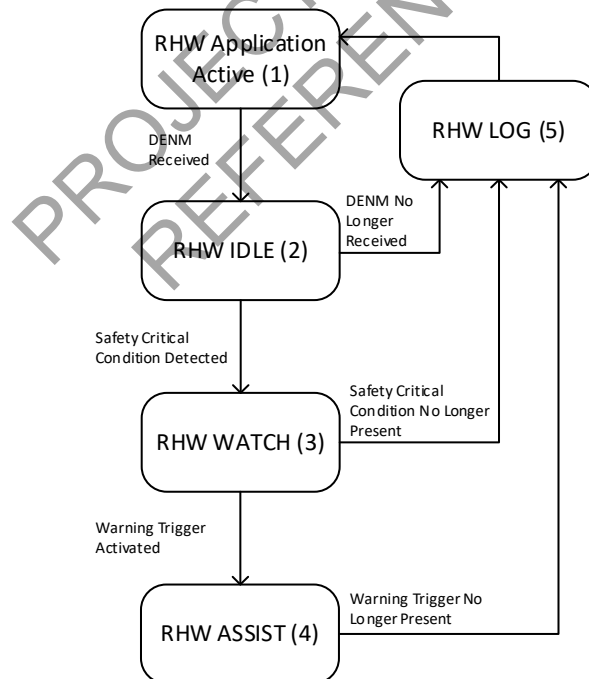 RHW Application
Active (1)
DENM
Received
RHW LOG (5)
RHW IDLE (2)
DENM No
Longer
Received
Safety Critical
Condition Detected
RHW WATCH (3)
Safety Critical
Condition No Longer
Present
Warning Trigger
Activated
RHW ASSIST (4)
Warning Trigger No
Longer Present